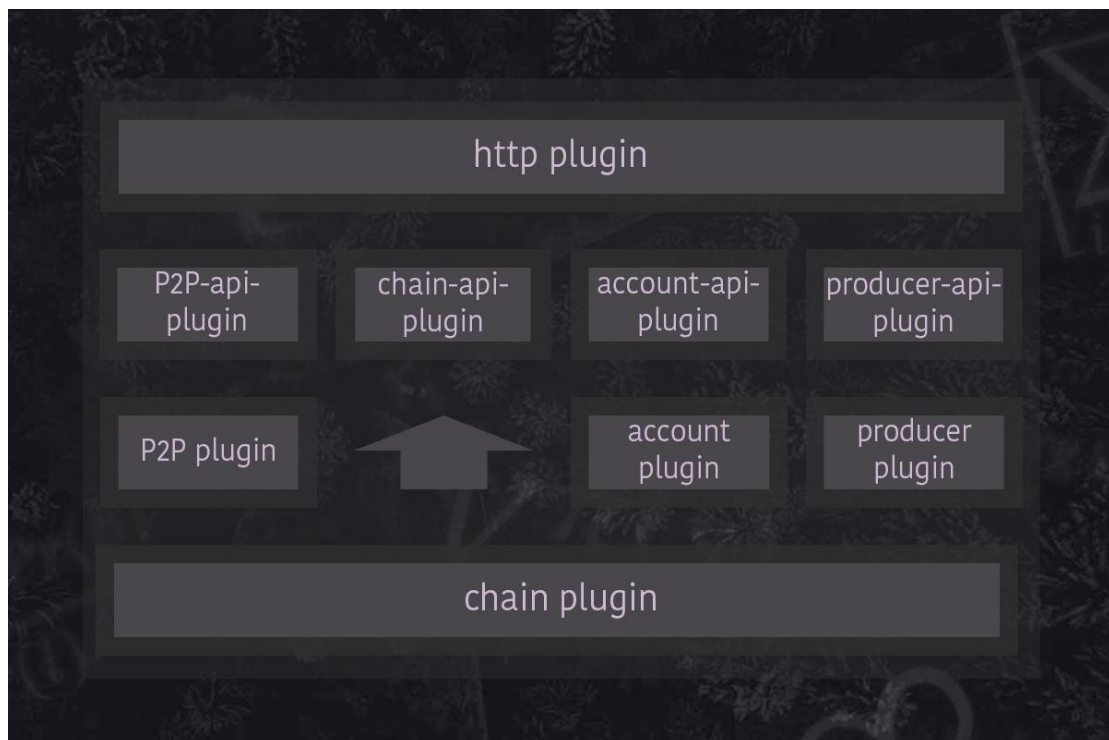 http plugin
P2P-api-
plugin
chain-api-
plugin
account-api-
plugin
producer-api-
plugin
P2P plugin
account
plugin
producer
plugin
chain plugin